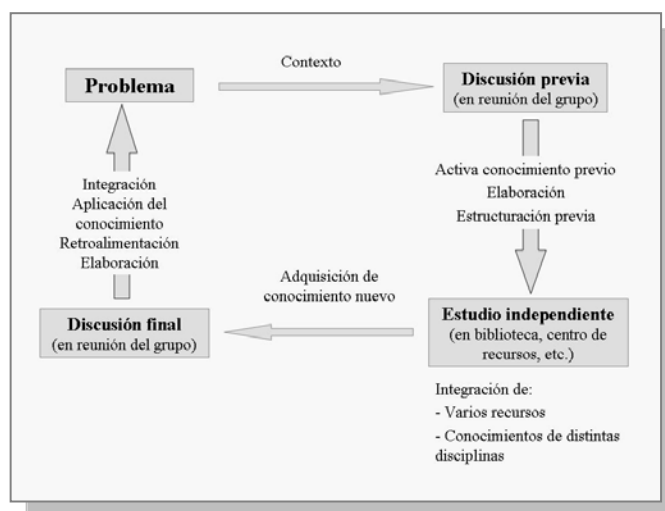 Problema
Contexto
Discusión previa
(en reunión del grupo)
Activa conocimiento previo
Elaboración
Estructuración previa
Estudio independiente
(en biblioteca, centro de
recursos, etc.)
Integración de:
- Varios recursos
- Conocimientos de distintas
disciplinas
Adquisición de
conocimiento nuevo
Discusión final
(en reunión del grupo)
Integración
Aplicación del
conocimiento
Retroalimentación
Elaboración